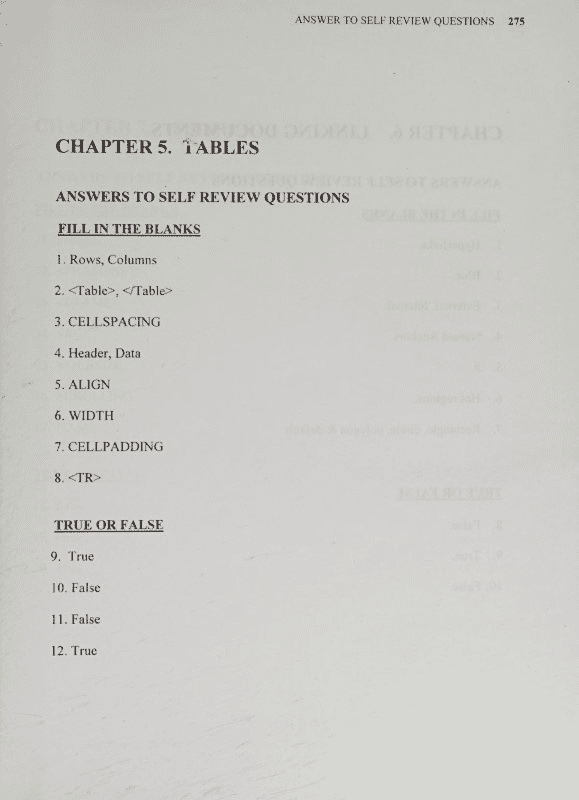 ANSWER TO SELF REVIEW QUESTIONS 275
CHAPTER 5. TABLES
ANSWERS TO SELF REVIEW QUESTIONS
FILL IN THE BLANKS
1. Rows, Columns
2. <Table>, </Table>
3. CELLSPACING
4. Header, Data
5. ALIGN
6. WIDTH
7. CELLPADDING
8. <TR>
TRUE OR FALSE
9. True
10. False
11. False
12. True